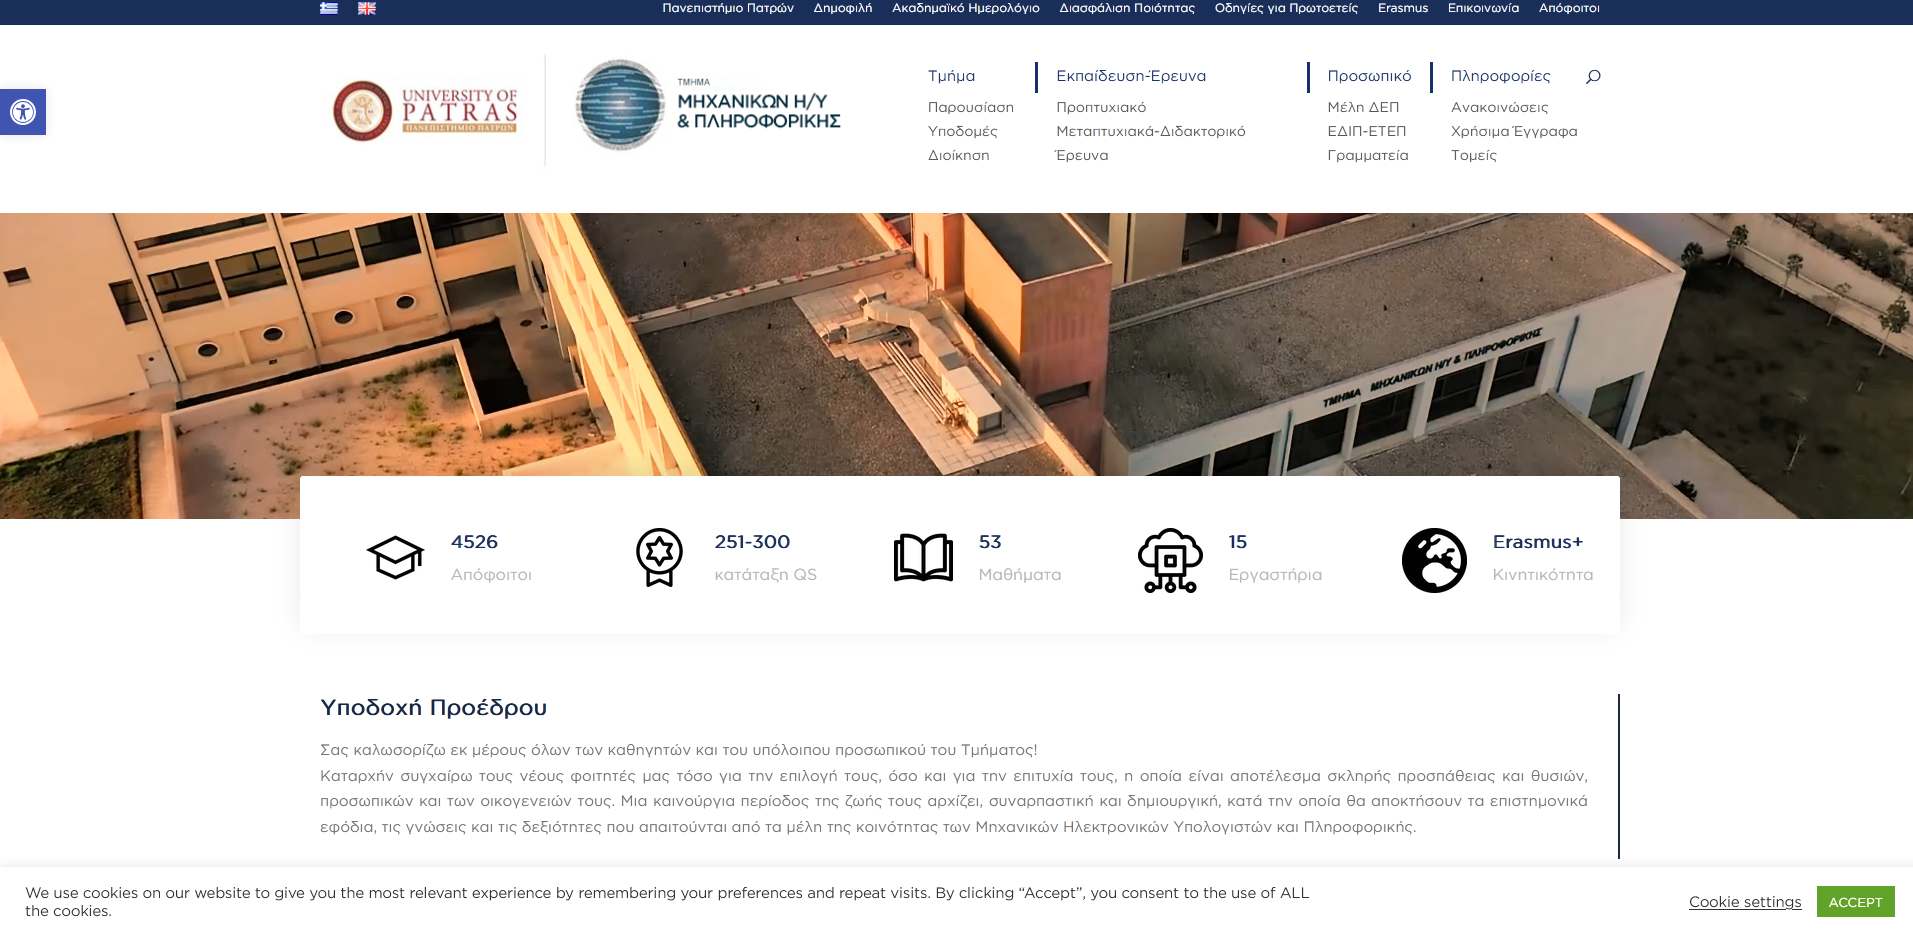 Πανεπιστήμιο Πατρών Δημοφιλή Ακαδημαϊκό Ημερολόγιο Διασφάλιση Ποιότητας Οδηγίες για Πρωτοετείς Erasmus Επικοινωνία Απόφοιτοι
UNIVERSITY OF
PATRAS
ΠΑΝΕΠΙΣΤΗΜΙΟ ΠΑΤΡΩΝ
ΤΜΗΜΑ
ΜΗΧΑΝΙΚΩΝ Η/Υ
& ΠΛΗΡΟΦΟΡΙΚΗΣ
Τμήμα
Παρουσίαση
Υποδομές
Διοίκηση
Εκπαίδευση-Έρευνα
Προπτυχιακό
Μεταπτυχιακά-Διδακτορικό
Έρευνα
Προσωπικό
Μέλη ΔΕΠ
ΕΔΙΠ-ΕΤΕΠ
Γραμματεία
Πληροφορίες
Ανακοινώσεις
Χρήσιμα Έγγραφα
Τομείς
ΤΜΗΜΑ ΜΗΧΑΝΙΚΩΝ Η/Υ & ΠΛΗΡΟΦΟΡΙΚΗΣ
4526
Απόφοιτοι
251-300
κατάταξη QS
53
Μαθήματα
15
Εργαστήρια
Erasmus+
Κινητικότητα
Υποδοχή Προέδρου
Σας καλωσορίζω εκ μέρους όλων των καθηγητών και του υπόλοιπου προσωπικού του Τμήματος!
Καταρχήν συγχαίρω τους νέους φοιτητές μας τόσο για την επιλογή τους, όσο και για την επιτυχία τους, η οποία είναι αποτέλεσμα σκληρής προσπάθειας και θυσιών,
προσωπικών και των οικογενειών τους. Μια καινούργια περίοδος της ζωής τους αρχίζει, συναρπαστική και δημιουργική, κατά την οποία θα αποκτήσουν τα επιστημονικά
εφόδια, τις γνώσεις και τις δεξιότητες που απαιτούνται από τα μέλη της κοινότητας των Μηχανικών Ηλεκτρονικών Υπολογιστών και Πληροφορικής.
We use cookies on our website to give you the most relevant experience by remembering your preferences and repeat visits. By clicking “Accept”, you consent to the use of ALL
the cookies.
Cookie settings
ACCEPT